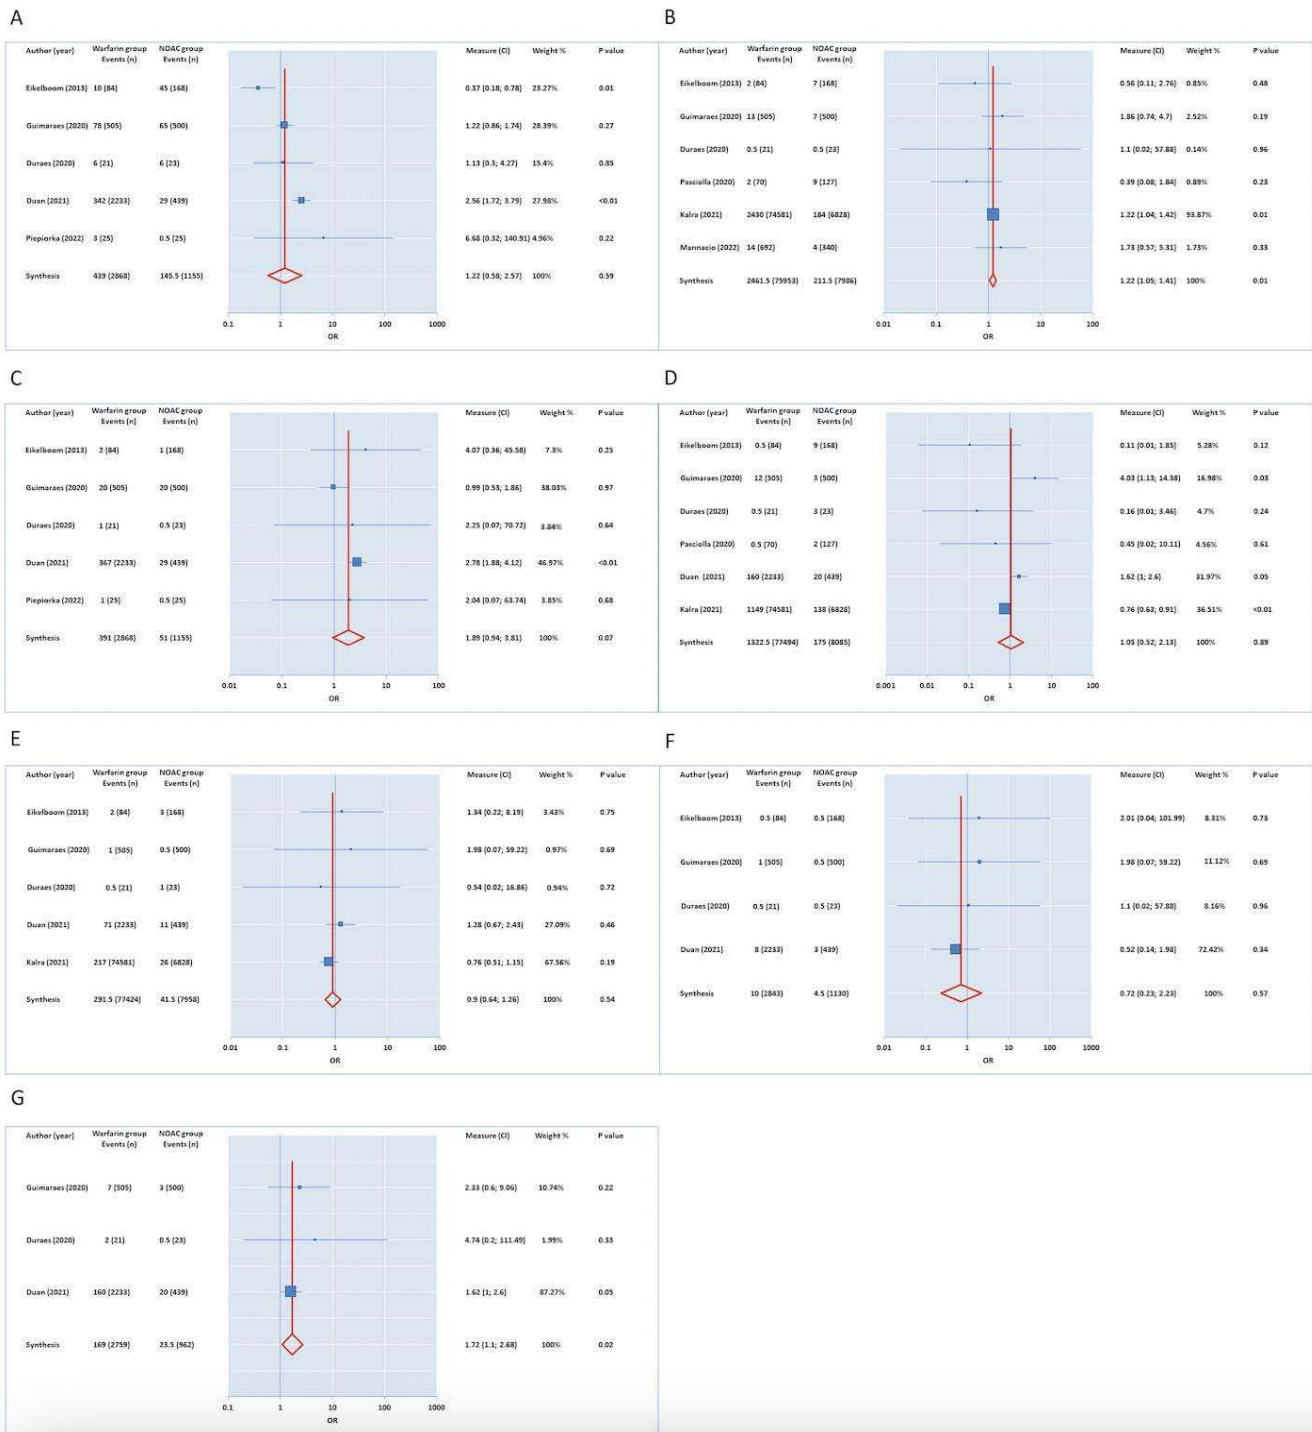 A
Author (year) Warfarin group Events (n) NOAC group Events (n) Measure (CI) Weight % P value
Eikelboom (2013) 10 (84) 45 (168) 0.37 (0.18; 0.78) 23.27% 0.01
Guimaraes (2020) 78 (505) 65 (500) 1.22 (0.86; 1.74) 28.39% 0.27
Duraes (2020) 6 (21) 6 (23) 1.13 (0.3; 4.27) 15.4% 0.85
Duan (2021) 342 (2233) 29 (439) 2.56 (1.72; 3.79) 27.98% <0.01
Piepiorka (2022) 3 (25) 0.5 (25) 6.68 (0.32; 140.91) 4.96% 0.22
Synthesis 439 (2868) 145.5 (1155) 1.22 (0.58; 2.57) 100% 0.59
0.1 1 10 100 1000
OR
B
Author (year) Warfarin group Events (n) NOAC group Events (n) Measure (CI) Weight % P value
Eikelboom (2013) 2 (84) 7 (168) 0.56 (0.11; 2.76) 0.85% 0.48
Guimaraes (2020) 13 (505) 7 (500) 1.86 (0.74; 4.7) 2.52% 0.19
Duraes (2020) 0.5 (21) 0.5 (23) 1.1 (0.02; 57.88) 0.14% 0.96
Pasciolla (2020) 2 (70) 9 (127) 0.39 (0.08; 1.84) 0.89% 0.23
Kalra (2021) 2430 (74581) 184 (6828) 1.22 (1.04; 1.42) 93.87% 0.01
Mannacio (2022) 14 (692) 4 (340) 1.73 (0.57; 5.31) 1.73% 0.33
Synthesis 2461.5 (75953) 211.5 (7986) 1.22 (1.05; 1.41) 100% 0.01
0.01 0.1 1 10 100
OR
C
Author (year) Warfarin group Events (n) NOAC group Events (n) Measure (CI) Weight % P value
Eikelboom (2013) 2 (84) 1 (168) 4.07 (0.36; 45.58) 7.3% 0.25
Guimaraes (2020) 20 (505) 20 (500) 0.99 (0.53; 1.86) 38.03% 0.97
Duraes (2020) 1 (21) 0.5 (23) 2.25 (0.07; 70.72) 3.84% 0.64
Duan (2021) 367 (2233) 29 (439) 2.78 (1.88; 4.12) 46.97% <0.01
Piepiorka (2022) 1 (25) 0.5 (25) 2.04 (0.07; 63.74) 3.85% 0.68
Synthesis 391 (2868) 51 (1155) 1.89 (0.94; 3.81) 100% 0.07
0.01 0.1 1 10 100
OR
D
Author (year) Warfarin group Events (n) NOAC group Events (n) Measure (CI) Weight % P value
Eikelboom (2013) 0.5 (84) 9 (168) 0.11 (0.01; 1.85) 5.28% 0.12
Guimaraes (2020) 12 (505) 3 (500) 4.03 (1.13; 14.38) 16.98% 0.03
Duraes (2020) 0.5 (21) 3 (23) 0.16 (0.01; 3.46) 4.7% 0.24
Pasciolla (2020) 0.5 (70) 2 (127) 0.45 (0.02; 10.11) 4.56% 0.61
Duan (2021) 160 (2233) 20 (439) 1.62 (1; 2.6) 31.97% 0.05
Kalra (2021) 1149 (74581) 138 (6828) 0.76 (0.63; 0.91) 36.51% <0.01
Synthesis 1322.5 (77494) 175 (8085) 1.05 (0.52; 2.13) 100% 0.89
0.001 0.01 0.1 1 10 100
OR
E
Author (year) Warfarin group Events (n) NOAC group Events (n) Measure (CI) Weight % P value
Eikelboom (2013) 2 (84) 3 (168) 1.34 (0.22; 8.19) 3.43% 0.75
Guimaraes (2020) 1 (505) 0.5 (500) 1.98 (0.07; 59.22) 0.97% 0.69
Duraes (2020) 0.5 (21) 1 (23) 0.54 (0.02; 16.86) 0.94% 0.72
Duan (2021) 71 (2233) 11 (439) 1.28 (0.67; 2.43) 27.09% 0.46
Kalra (2021) 217 (74581) 26 (6828) 0.76 (0.51; 1.15) 67.56% 0.19
Synthesis 291.5 (77424) 41.5 (7958) 0.9 (0.64; 1.26) 100% 0.54
0.01 0.1 1 10 100
OR
F
Author (year) Warfarin group Events (n) NOAC group Events (n) Measure (CI) Weight % P value
Eikelboom (2013) 0.5 (84) 0.5 (168) 2.01 (0.04; 101.99) 8.31% 0.73
Guimaraes (2020) 1 (505) 0.5 (500) 1.98 (0.07; 59.22) 11.12% 0.69
Duraes (2020) 0.5 (21) 0.5 (23) 1.1 (0.02; 57.88) 8.16% 0.96
Duan (2021) 8 (2233) 3 (439) 0.52 (0.14; 1.98) 72.42% 0.34
Synthesis 10 (2843) 4.5 (1130) 0.72 (0.23; 2.23) 100% 0.57
0.01 0.1 1 10 100 1000
OR
G
Author (year) Warfarin group Events (n) NOAC group Events (n) Measure (CI) Weight % P value
Guimaraes (2020) 7 (505) 3 (500) 2.33 (0.6; 9.06) 10.74% 0.22
Duraes (2020) 2 (21) 0.5 (23) 4.74 (0.2; 111.49) 1.99% 0.33
Duan (2021) 160 (2233) 20 (439) 1.62 (1; 2.6) 87.27% 0.05
Synthesis 169 (2759) 23.5 (962) 1.72 (1.1; 2.68) 100% 0.02
0.1 1 10 100 1000
OR